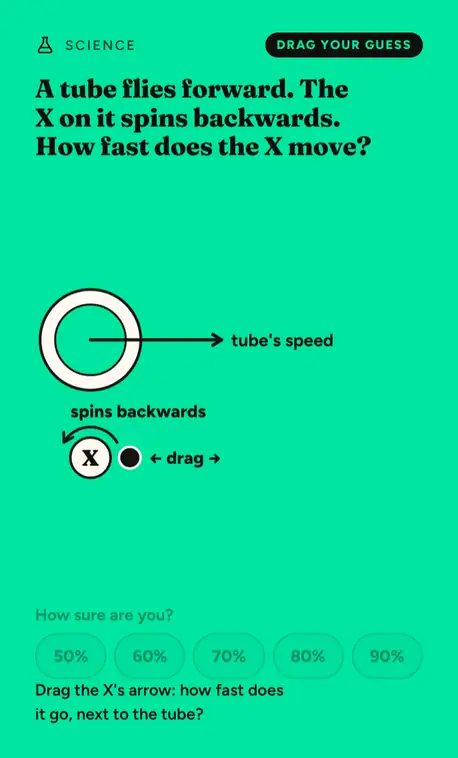 SCIENCE
DRAG YOUR GUESS
A tube flies forward. The
X on it spins backwards.
How fast does the X move?
tube's speed
spins backwards
X
← drag →
How sure are you?
50%
60%
70%
80%
90%
Drag the X's arrow: how fast does
it go, next to the tube?